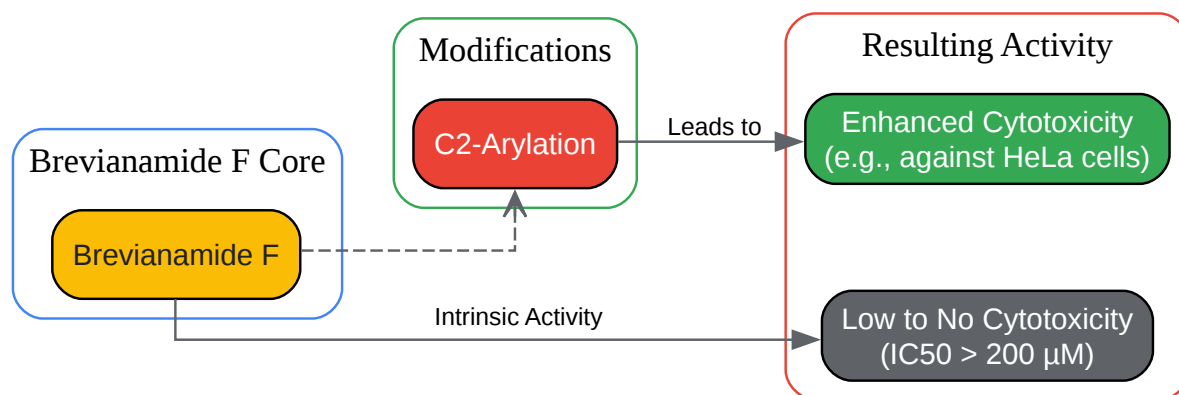 Brevianamide F Core
Brevianamide F
Modifications
C2-Arylation
Leads to
Intrinsic Activity
Resulting Activity
Enhanced Cytotoxicity
(e.g., against HeLa cells)
Low to No Cytotoxicity
(IC50 > 200 µM)